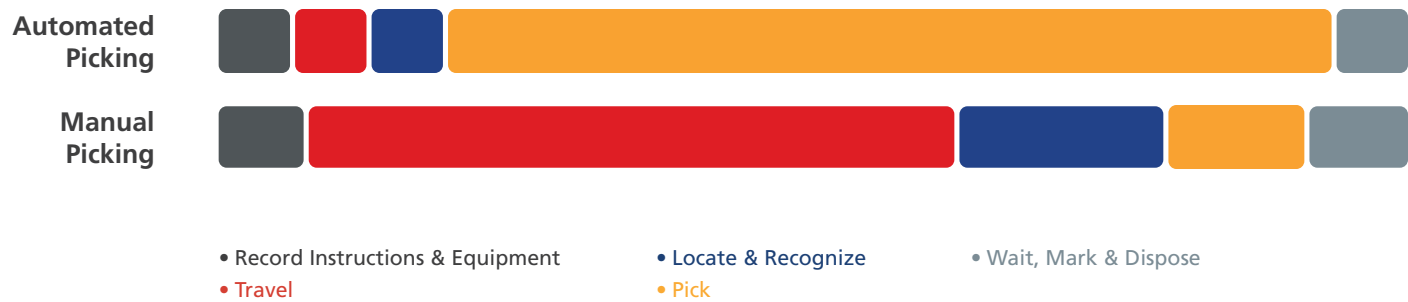 Automated
Picking
Manual
Picking
• Record Instructions & Equipment
• Travel
• Locate & Recognize
• Pick
• Wait, Mark & Dispose